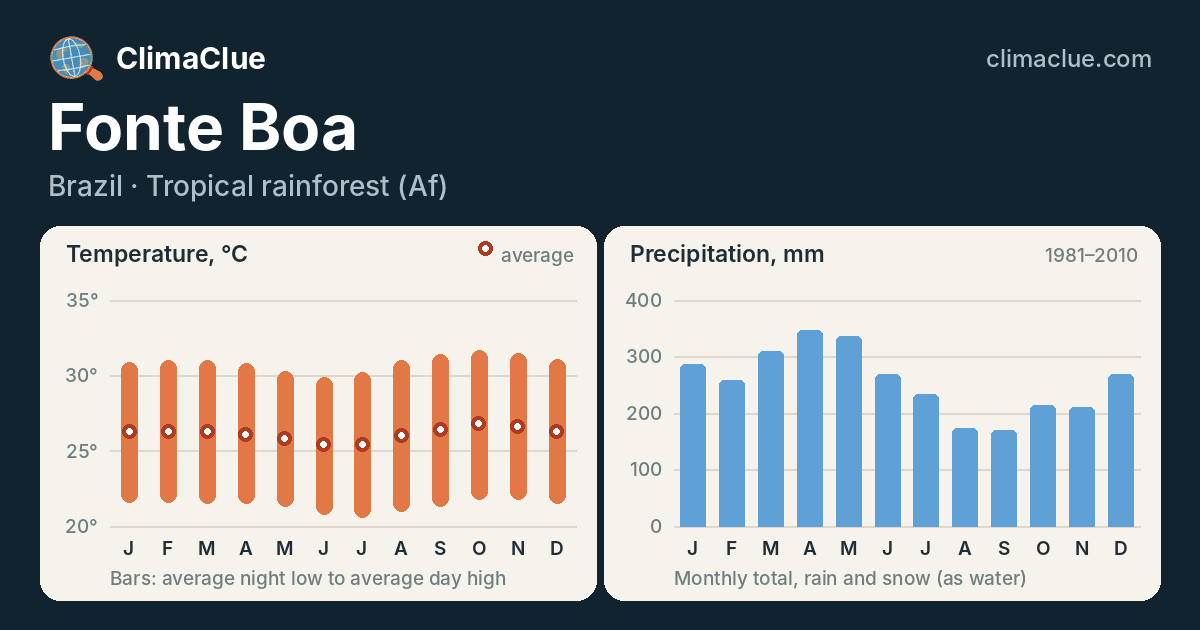 ClimaClue
climaclue.com
Fonte Boa
Brazil · Tropical rainforest (Af)
Temperature, °C
average
35°
30°
25°
20°
J F M A M J J A S O N D
Bars: average night low to average day high
Precipitation, mm
1981–2010
400
300
200
100
0
J F M A M J J A S O N D
Monthly total, rain and snow (as water)